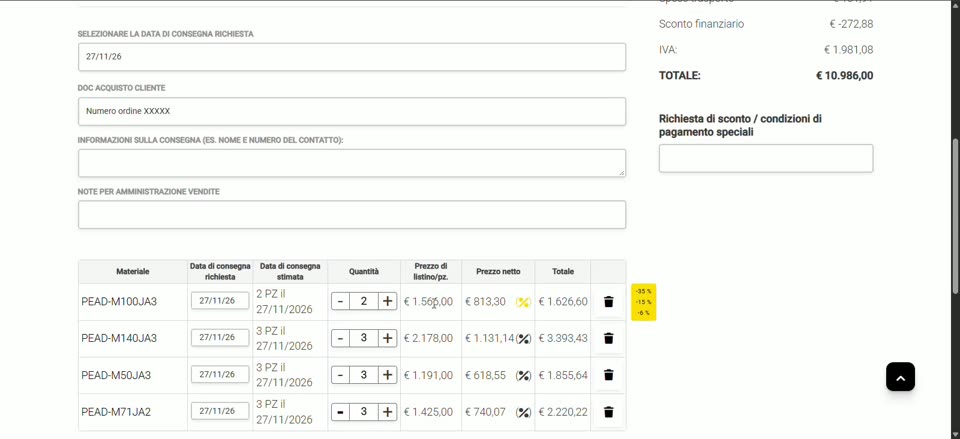 Sconto finanziario € -272,88
IVA: € 1.981,08
TOTALE: € 10.986,00
Richiesta di sconto / condizioni di
pagamento speciali
SELEZIONARE LA DATA DI CONSEGNA RICHIESTA
27/11/26
DOC ACQUISTO CLIENTE
Numero ordine XXXXX
INFORMAZIONI SULLA CONSEGNA (ES. NOME E NUMERO DEL CONTATTO):
NOTE PER AMMINISTRAZIONE VENDITE
Materiale Data di consegna richiesta Data di consegna stimata Quantità Prezzo di listino/pz. Prezzo netto Totale
PEAD-M100JA3 27/11/26 2 PZ il 27/11/2026 - 2 + € 1.565,00 € 813,30 (%) € 1.626,60
-35 %
-15 %
-6 %
PEAD-M140JA3 27/11/26 3 PZ il 27/11/2026 - 3 + € 2.178,00 € 1.131,14 (%) € 3.393,43
PEAD-M50JA3 27/11/26 3 PZ il 27/11/2026 - 3 + € 1.191,00 € 618,55 (%) € 1.855,64
PEAD-M71JA2 27/11/26 3 PZ il 27/11/2026 - 3 + € 1.425,00 € 740,07 (%) € 2.220,22